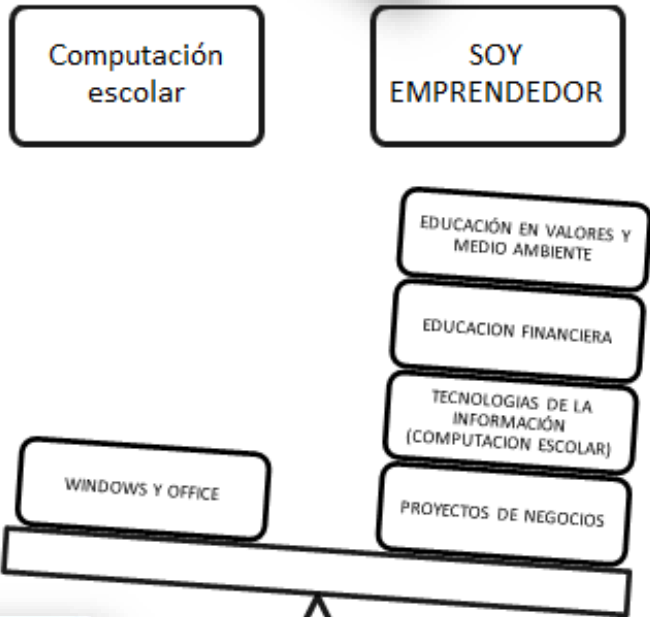 Computación
escolar
SOY
EMPRENDEDOR
EDUCACIÓN EN VALORES Y
MEDIO AMBIENTE
EDUCACION FINANCIERA
TECNOLOGIAS DE LA
INFORMACIÓN
(COMPUTACION ESCOLAR)
WINDOWS Y OFFICE
PROYECTOS DE NEGOCIOS